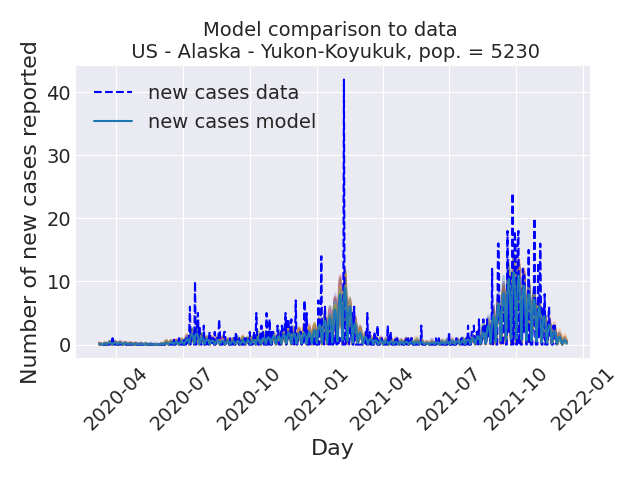 Model comparison to data
US - Alaska - Yukon-Koyukuk, pop. = 5230
Number of new cases reported
40
30
20
10
0
new cases data
new cases model
2020-04
2020-07
2020-10
2021-01
2021-04
2021-07
2021-10
2022-01
Day